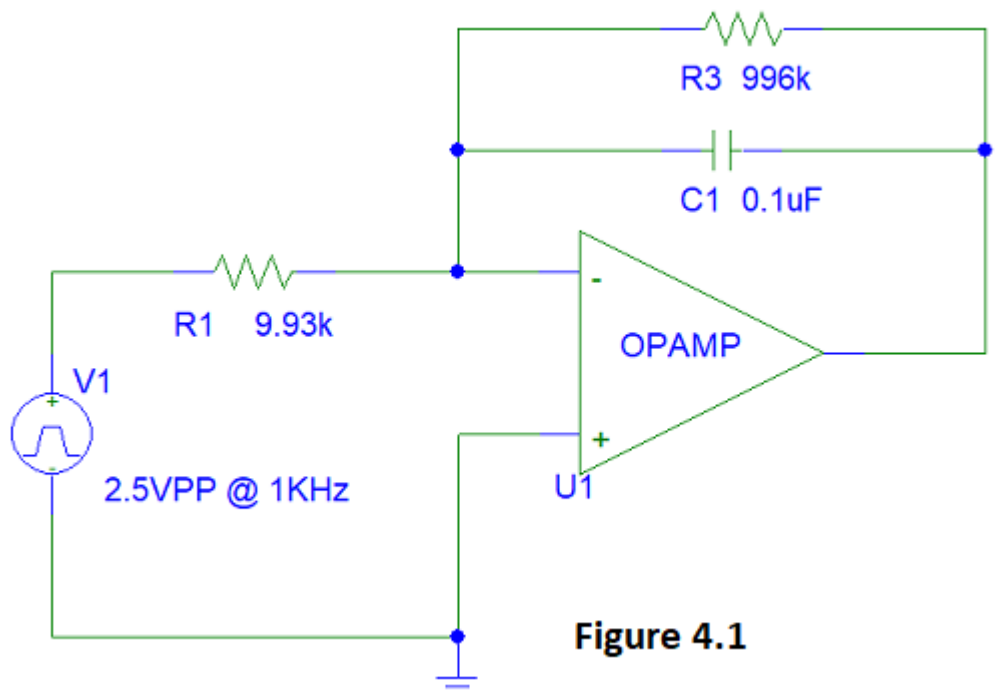 R3 996k
C1 0.1uF
-
R1 9.93k
OPAMP
V1
+
-
+
2.5VPP @ 1KHz
U1
Figure 4.1